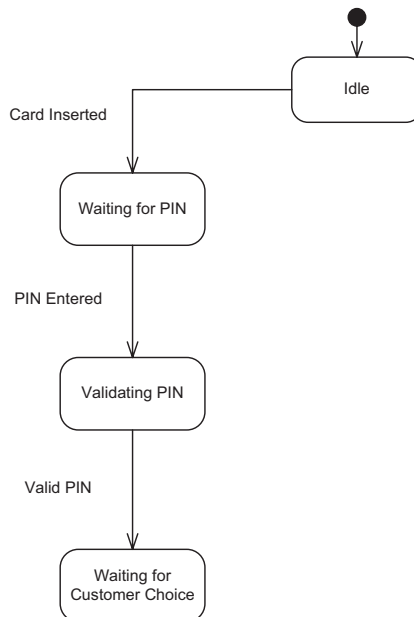 Idle
Card Inserted
Waiting for PIN
PIN Entered
Validating PIN
Valid PIN
Waiting for
Customer Choice